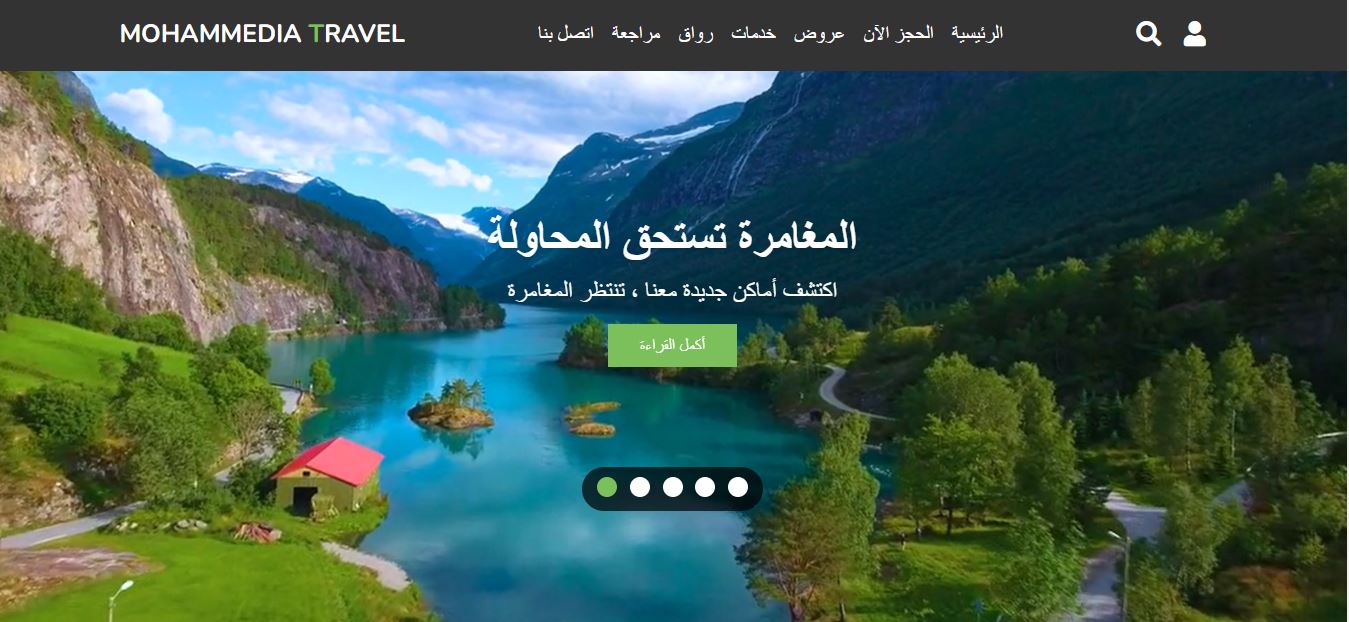 MOHAMMEDIA TRAVEL
الرئيسية الحجز الآن عروض خدمات رواق مراجعة اتصل بنا
المغامرة تستحق المحاولة
اكتشف أماكن جديدة معنا ، تنتظر المغامرة
أكمل القراءة